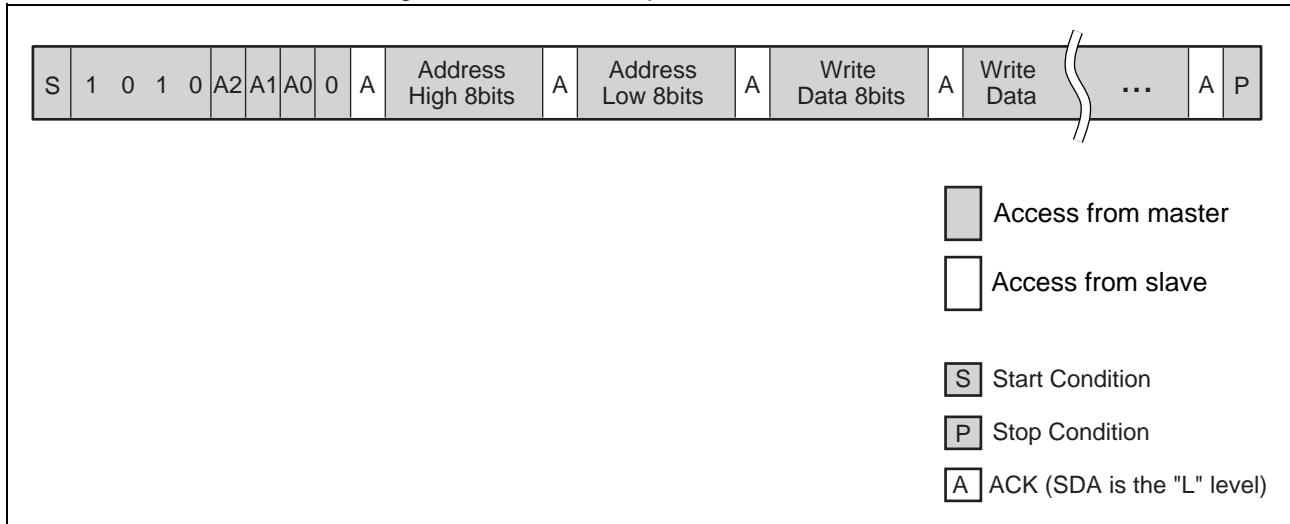 S 1 0 1 0 A2 A1 A0 0 A Address High 8bits A Address Low 8bits A Write Data 8bits A Write Data ... A P
Access from master
Access from slave
S Start Condition
P Stop Condition
A ACK (SDA is the "L" level)